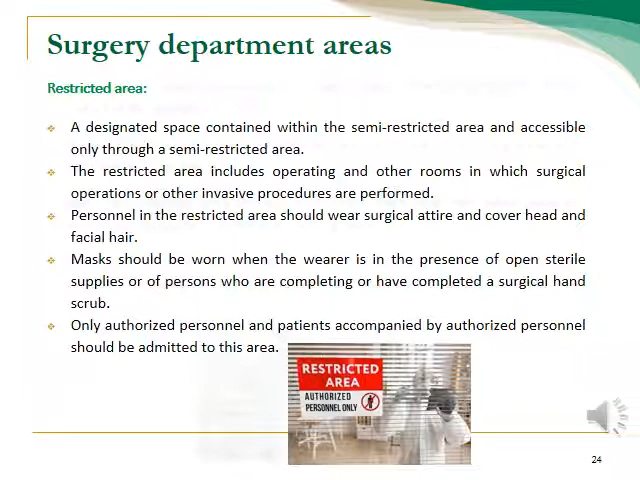 Surgery department areas
Restricted area:
A designated space contained within the semi-restricted area and accessible
only through a semi-restricted area.
The restricted area includes operating and other rooms in which surgical
operations or other invasive procedures are performed.
Personnel in the restricted area should wear surgical attire and cover head and
facial hair.
Masks should be worn when the wearer is in the presence of open sterile
supplies or of persons who are completing or have completed a surgical hand
scrub.
Only authorized personnel and patients accompanied by authorized personnel
should be admitted to this area.
RESTRICTED
AREA
AUTHORIZED
PERSONNEL ONLY
24